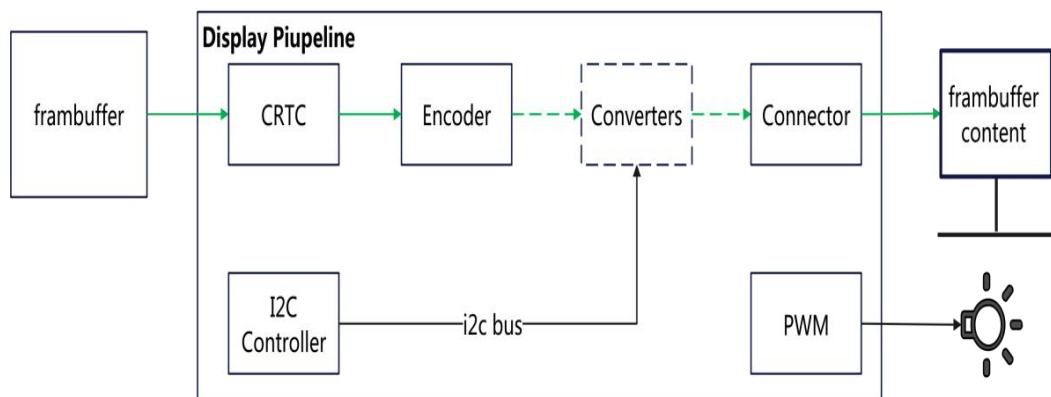 Display Piupeline
frambuffer
CRTC
Encoder
Converters
Connector
frambuffer
content
I2C
Controller
i2c bus
PWM